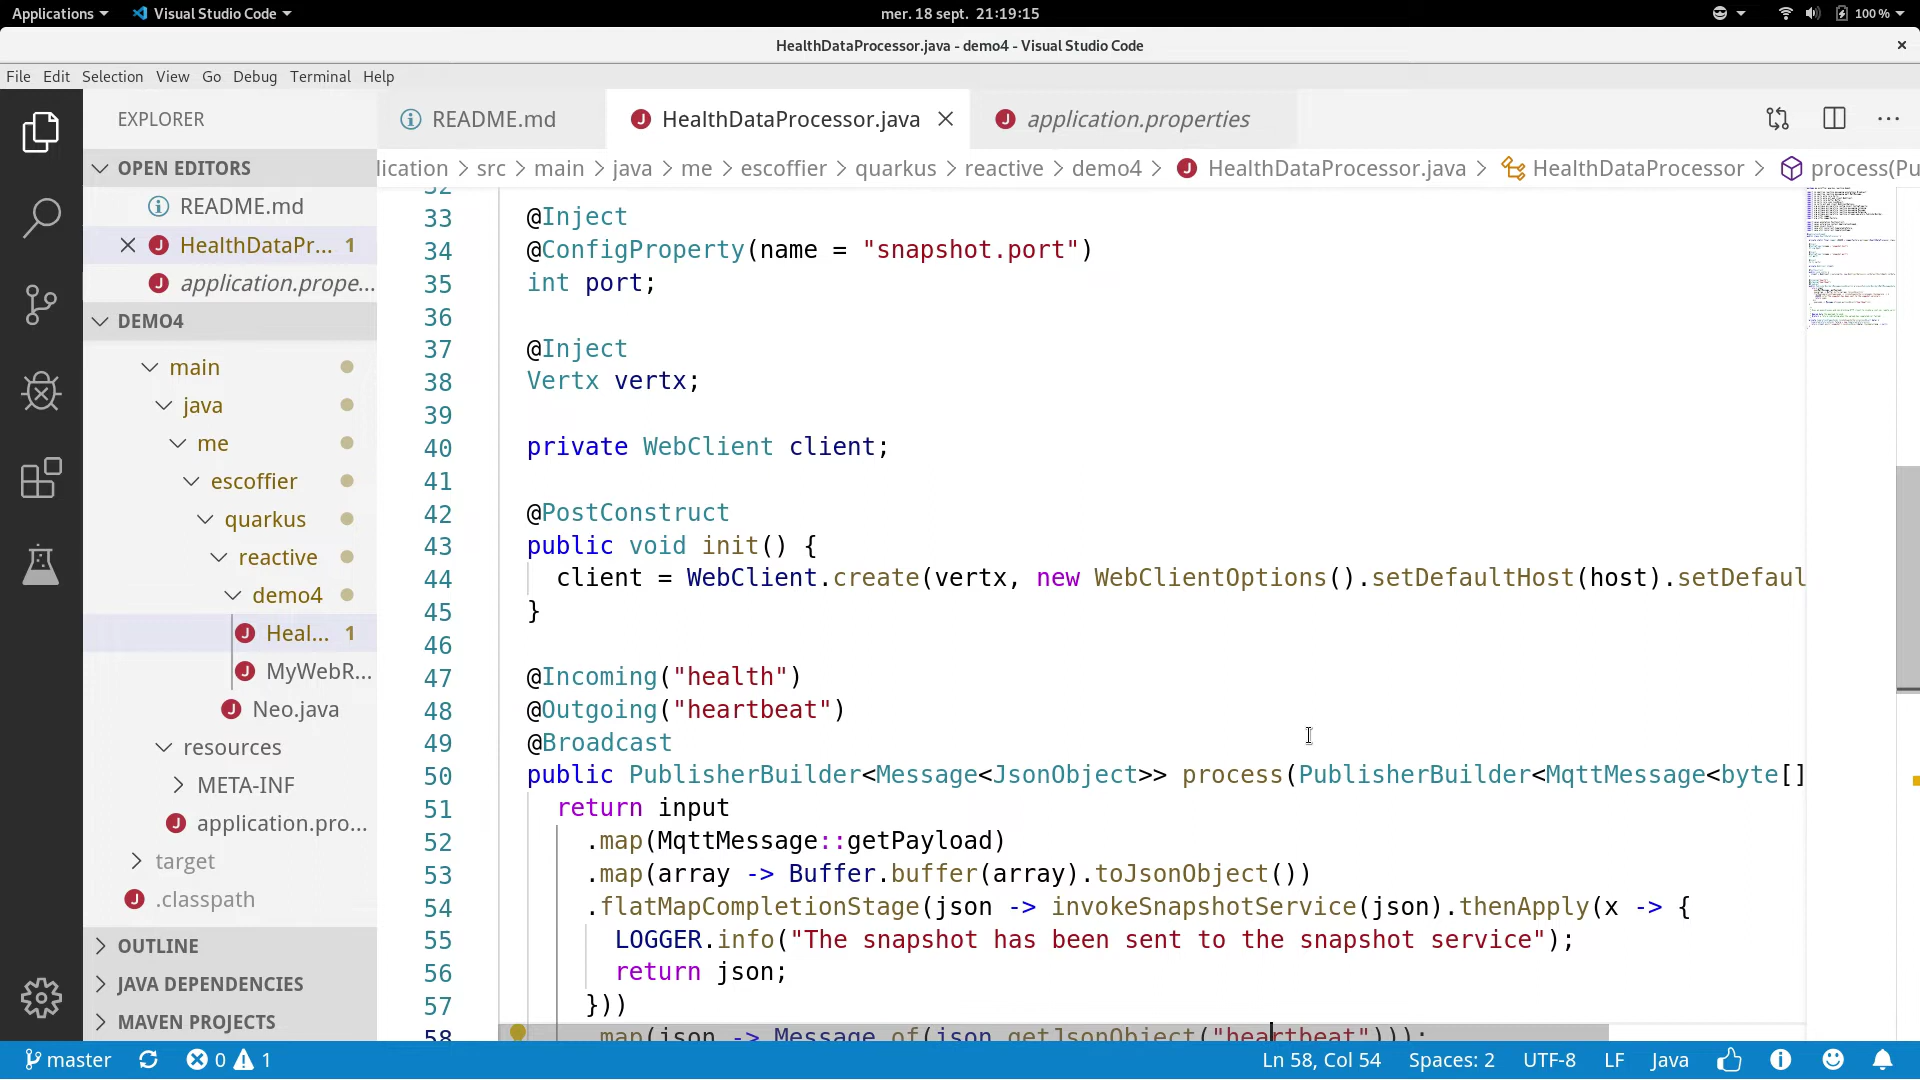 Applications
Visual Studio Code
mer. 18 sept. 21:19:15
100 %
HealthDataProcessor.java - demo4 - Visual Studio Code
File Edit Selection View Go Debug Terminal Help
EXPLORER
OPEN EDITORS
README.md
HealthDataPr... 1
application.prope...
DEMO4
main
java
me
escoffier
quarkus
reactive
demo4
Heal... 1
MyWebR...
Neo.java
resources
META-INF
application.pro...
target
.classpath
OUTLINE
JAVA DEPENDENCIES
MAVEN PROJECTS
README.md
HealthDataProcessor.java
application.properties
lication > src > main > java > me > escoffier > quarkus > reactive > demo4 > HealthDataProcessor.java > HealthDataProcessor > process(Pu
32
33 @Inject
34 @ConfigProperty(name = "snapshot.port")
35 int port;
36
37 @Inject
38 Vertx vertx;
39
40 private WebClient client;
41
42 @PostConstruct
43 public void init() {
44 client = WebClient.create(vertx, new WebClientOptions().setDefaultHost(host).setDefaul
45 }
46
47 @Incoming("health")
48 @Outgoing("heartbeat")
49 @Broadcast
50 public PublisherBuilder<Message<JsonObject>> process(PublisherBuilder<MqttMessage<byte[]
51 return input
52 .map(MqttMessage::getPayload)
53 .map(array -> Buffer.buffer(array).toJsonObject())
54 .flatMapCompletionStage(json -> invokeSnapshotService(json).thenApply(x -> {
55 LOGGER.info("The snapshot has been sent to the snapshot service");
56 return json;
57 }))
58 .map(json -> Message.of(json.getJsonObject("heartbeat")));
master 0 1
Ln 58, Col 54 Spaces: 2 UTF-8 LF Java